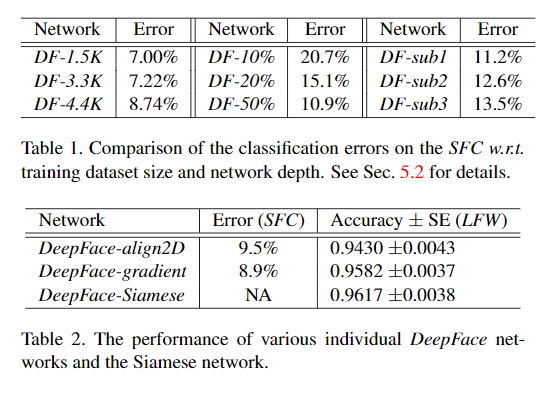 Network Error Network Error Network Error
DF-1.5K 7.00% DF-10% 20.7% DF-sub1 11.2%
DF-3.3K 7.22% DF-20% 15.1% DF-sub2 12.6%
DF-4.4K 8.74% DF-50% 10.9% DF-sub3 13.5%
Table 1. Comparison of the classification errors on the SFC w.r.t.
training dataset size and network depth. See Sec. 5.2 for details.
Network Error (SFC) Accuracy ± SE (LFW)
DeepFace-align2D 9.5% 0.9430 ±0.0043
DeepFace-gradient 8.9% 0.9582 ±0.0037
DeepFace-Siamese NA 0.9617 ±0.0038
Table 2. The performance of various individual DeepFace net-
works and the Siamese network.